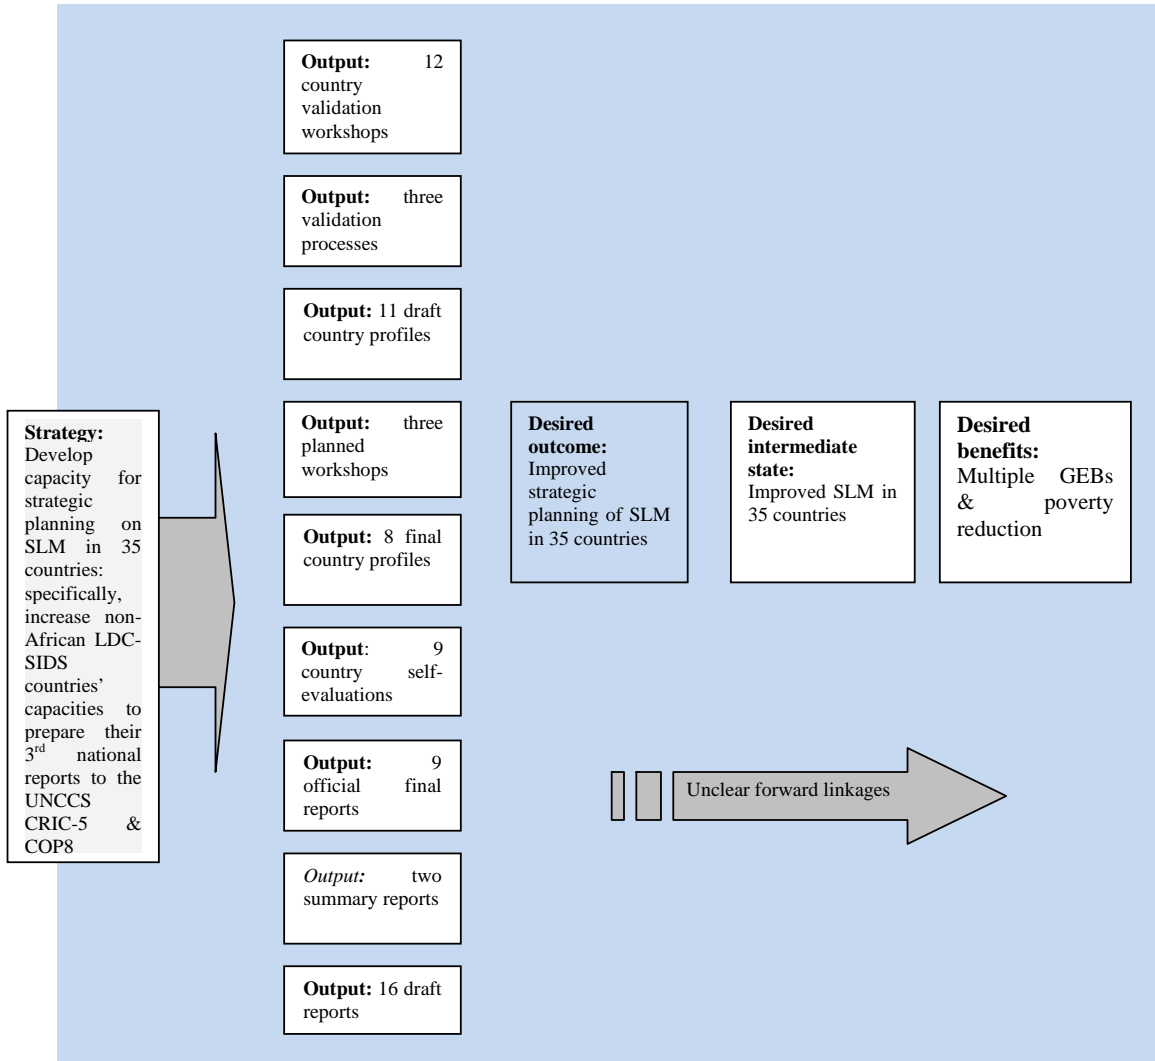 Strategy:
Develop
capacity for
strategic
planning on
SLM in 35
countries:
specifically,
increase non-
African LDC-
SIDS
countries’
capacities to
prepare their
3rd national
reports to the
UNCCS
CRIC-5 &
COP8
Output: 12
country
validation
workshops
Output: three
validation
processes
Output: 11 draft
country profiles
Output: three
planned
workshops
Output: 8 final
country profiles
Output: 9
country self-
evaluations
Output: 9
official final
reports
Output: two
summary reports
Output: 16 draft
reports
Desired
outcome:
Improved
strategic
planning of SLM
in 35 countries
Desired
intermediate
state:
Improved SLM in
35 countries
Desired
benefits:
Multiple GEBs
& poverty
reduction
Unclear forward linkages